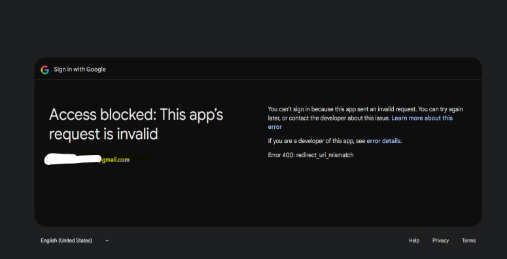 Sign in with Google
Access blocked: This app's
request is invalid
gmail.com
You can't sign in because this app sent an invalid request. You can try again
later, or contact the developer about this issue. Learn more about this
error
If you are a developer of this app, see error details.
Error 400: redirect_uri_mismatch
English (United States)
Help Privacy Terms